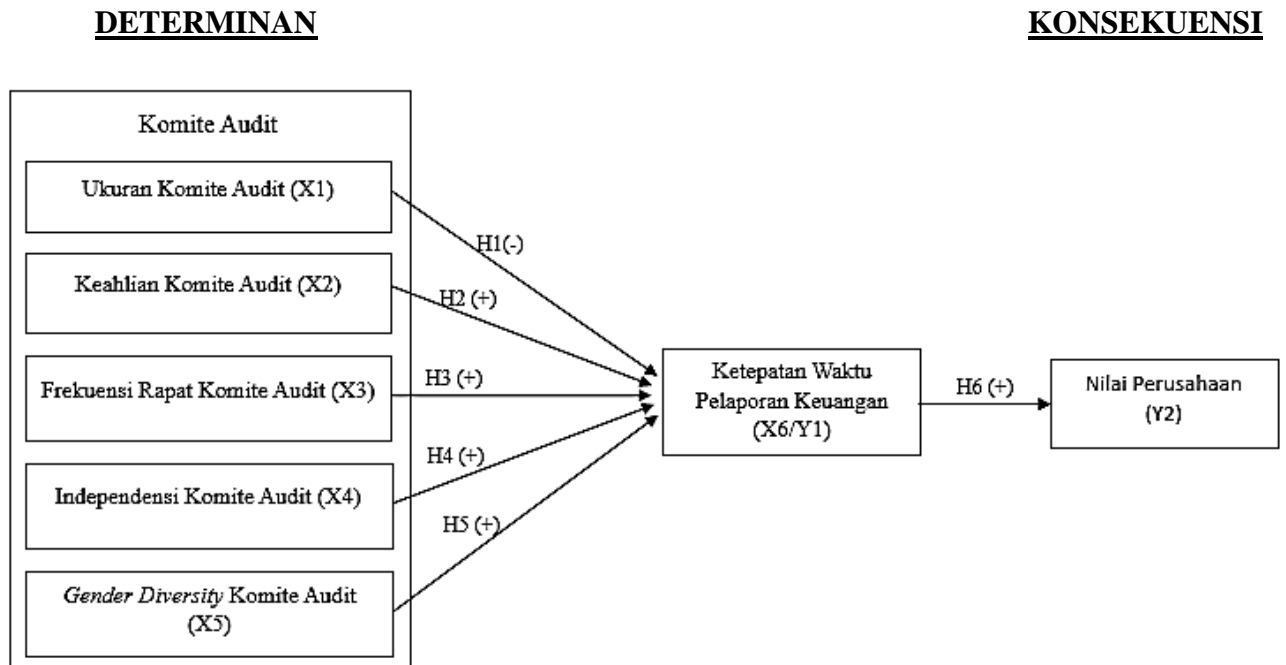 DETERMINAN
KONSEKUENSI
Komite Audit
Ukuran Komite Audit (X1)
Keahlian Komite Audit (X2)
Frekuensi Rapat Komite Audit (X3)
Independensi Komite Audit (X4)
Gender Diversity Komite Audit
(X5)
H1(-)
H2 (+)
H3 (+)
H4 (+)
H5 (+)
Ketepatan Waktu
Pelaporan Keuangan
(X6/Y1)
H6 (+)
Nilai Perusahaan
(Y2)